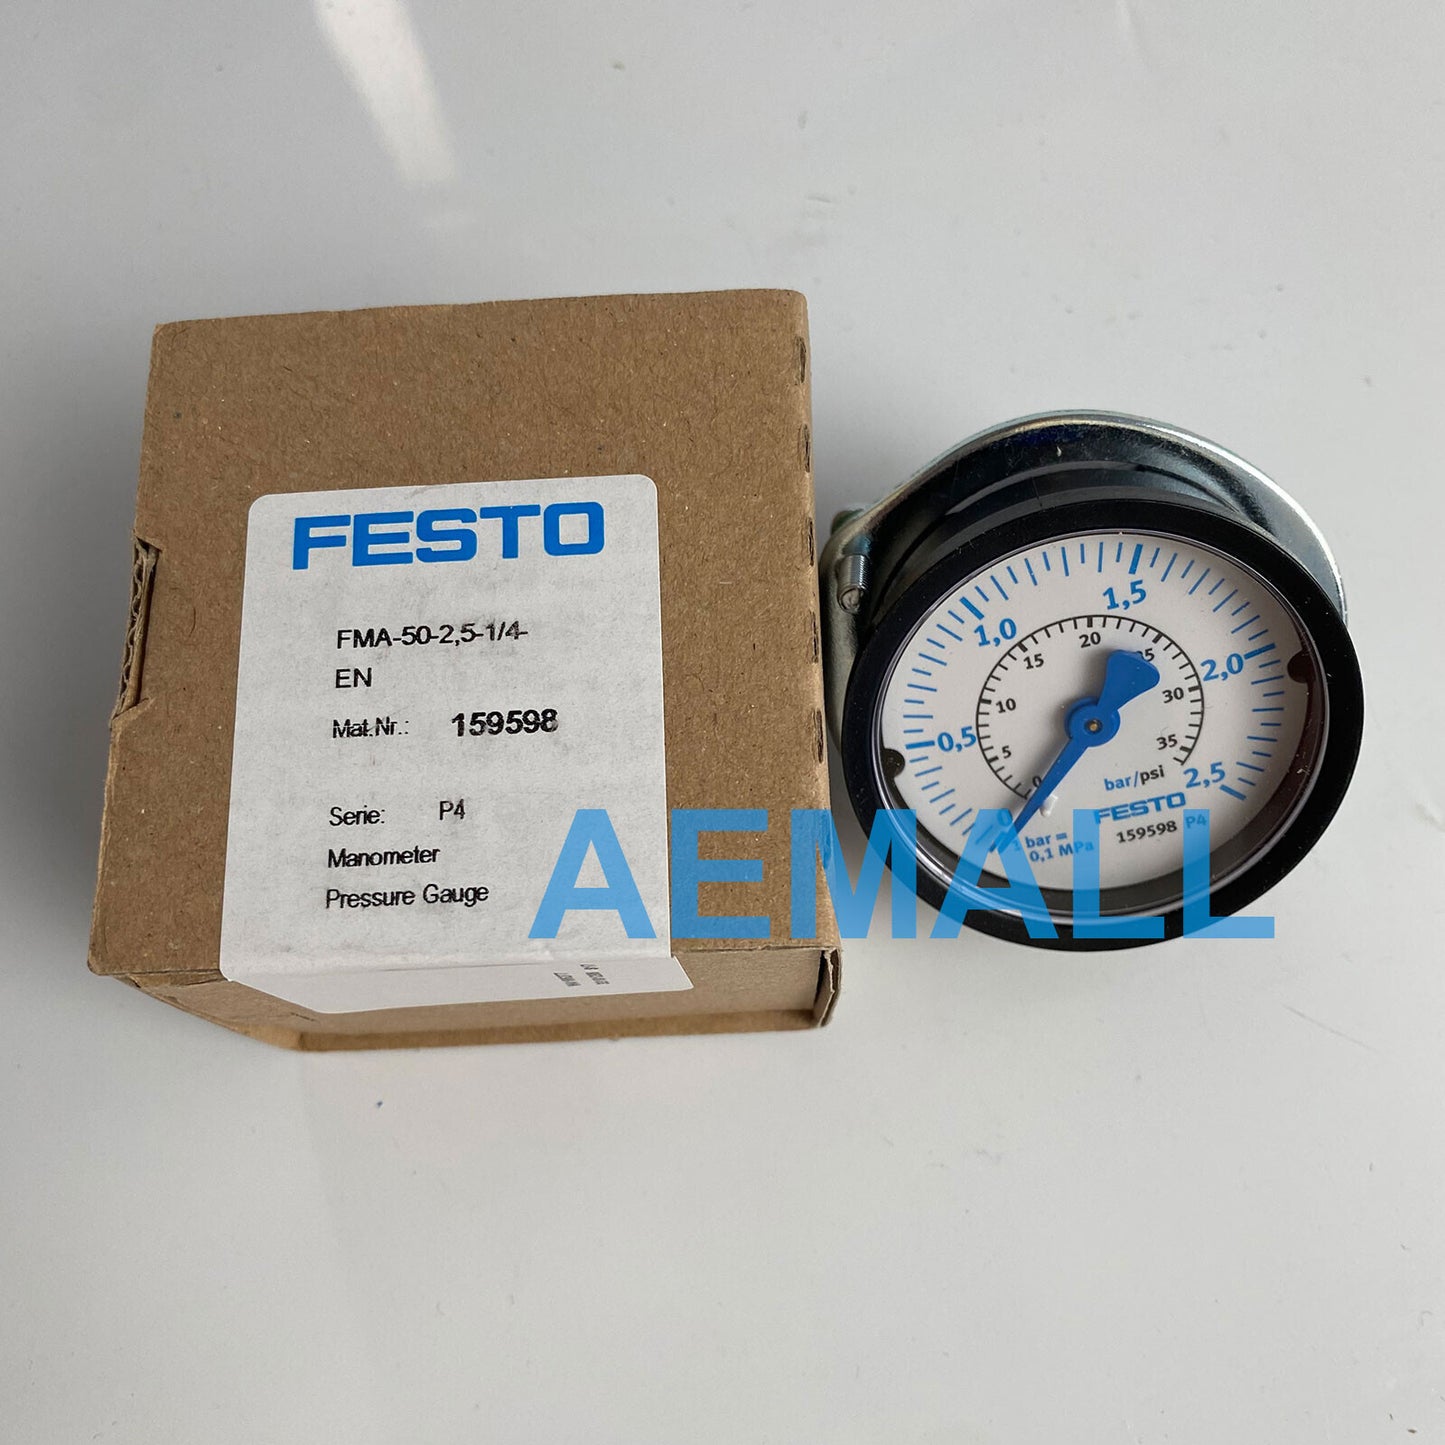 FESTO
FMA-50-2,5-1/4-
EN
Mat.Nr.: 159598
Serie: P4
Manometer
Pressure Gauge
0
0,5
1,0
1,5
2,0
2,5
0
5
10
15
20
30
35
bar/psi
FESTO
159598 P4
1 bar =
0,1 MPa
AEMALL